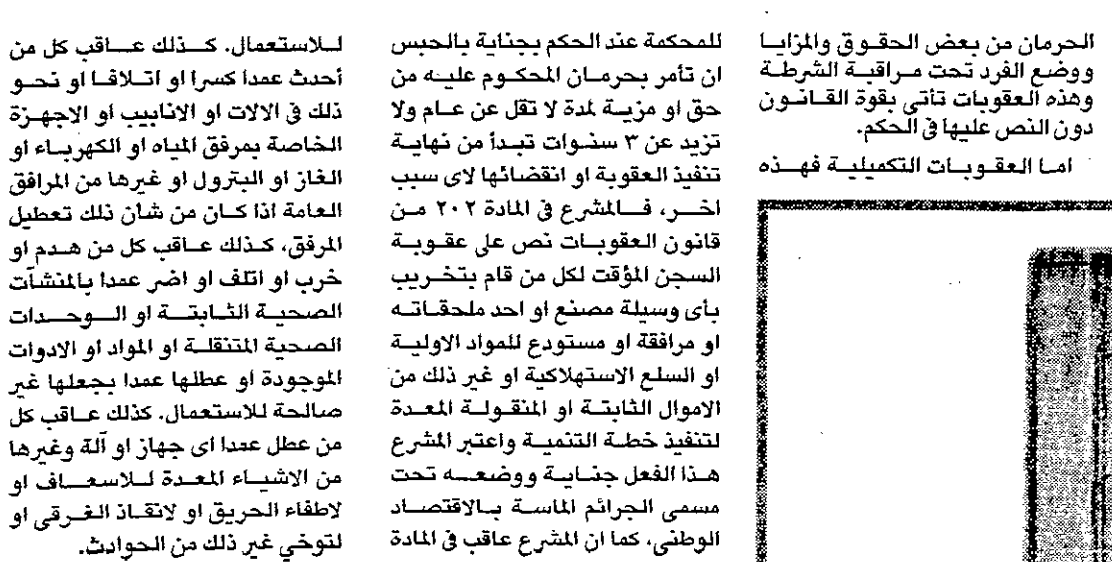 الحرمان من بعض الحقوق والمزايا
ووضع الفرد تحت مراقبة الشرطة
وهذه العقوبات تأتى بقوة القانون
دون النص عليها فى الحكم.
اما العقوبات التكميلية فهذه
للمحكمة عند الحكم بجناية بالحبس
ان تأمر بحرمان المحكوم عليه من
حق او مزية لمدة لا تقل عن عام ولا
تزيد عن ٣ سنوات تبدأ من نهاية
تنفيذ العقوبة او انقضائها لاى سبب
اخر، فالمشرع فى المادة ٢٠٢ من
قانون العقوبات نص على عقوبة
السجن المؤقت لكل من قام بتخريب
بأى وسيلة مصنع او احد ملحقاته
او مرافقة او مستودع للمواد الاولية
او السلع الاستهلاكية او غير ذلك من
الاموال الثابتة او المنقولة المعدة
لتنفيذ خطة التنمية واعتبر المشرع
هذا الفعل جناية ووضعه تحت
مسمى الجرائم الماسة بالاقتصاد
الوطنى، كما ان المشرع عاقب فى المادة
للاستعمال. كذلك عاقب كل من
أحدث عمدا كسرا او اتلافا او نحو
ذلك فى الالات او الانابيب او الاجهزة
الخاصة بمرفق المياه او الكهرباء او
الغاز او البترول او غيرها من المرافق
العامة اذا كان من شأن ذلك تعطيل
المرفق، كذلك عاقب كل من هدم او
خرب او اتلف او اضر عمدا بالمنشآت
الصحية الثابتة او الوحدات
الصحية المتنقلة او المواد او الادوات
الموجودة او عطلها عمدا بجعلها غير
صالحة للاستعمال. كذلك عاقب كل
من عطل عمدا اى جهاز او آلة وغيرها
من الاشياء المعدة للاسعاف او
لاطفاء الحريق او لانقاذ الغرقى او
لتوخي غير ذلك من الحوادث.